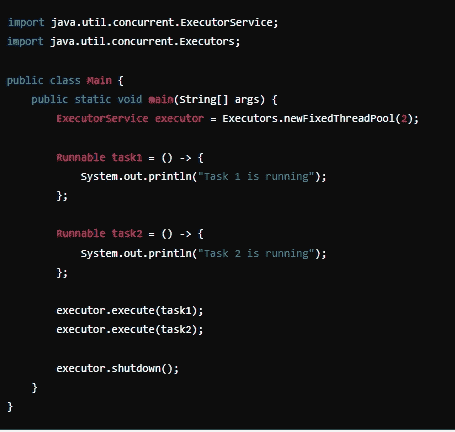 import java.util.concurrent.ExecutorService;
import java.util.concurrent.Executors;

public class Main {
    public static void main(String[] args) {
        ExecutorService executor = Executors.newFixedThreadPool(2);

        Runnable task1 = () -> {
            System.out.println("Task 1 is running");
        };

        Runnable task2 = () -> {
            System.out.println("Task 2 is running");
        };

        executor.execute(task1);
        executor.execute(task2);

        executor.shutdown();
    }
}